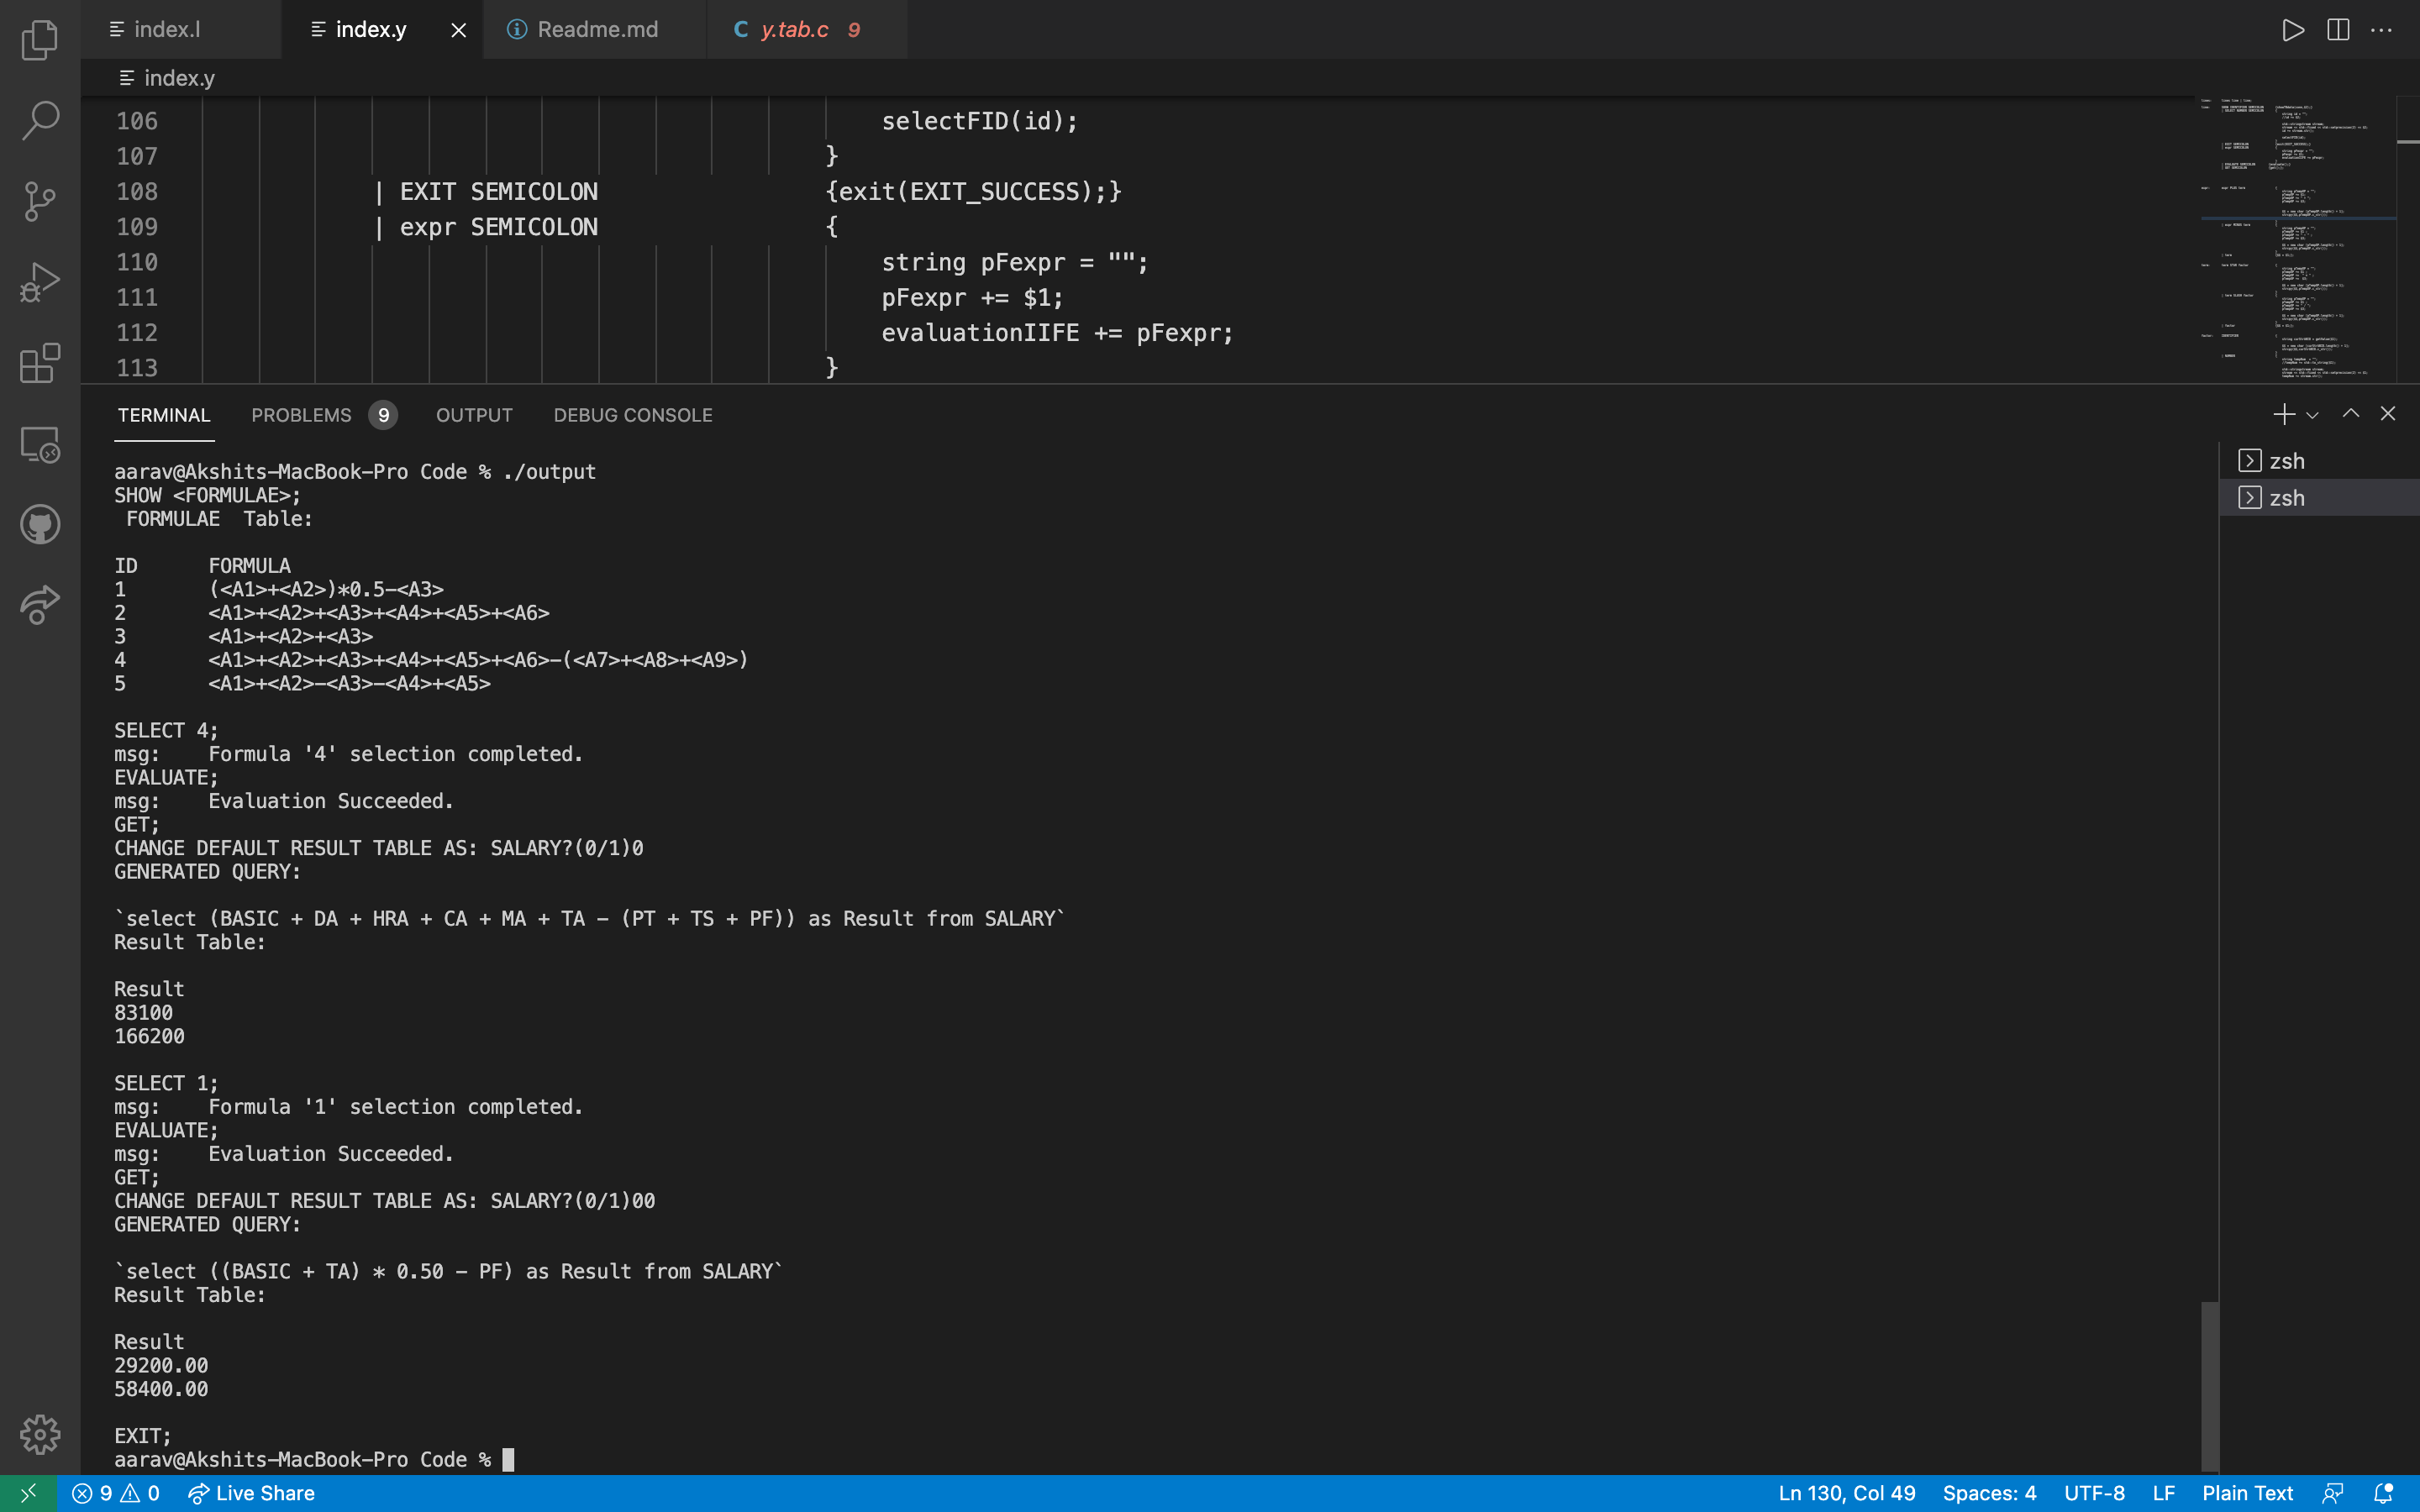 index.l
index.y
Readme.md
C y.tab.c 9
index.y
106 selectFID(id);
107 }
108 | EXIT SEMICOLON {exit(EXIT_SUCCESS);}
109 | expr SEMICOLON {
110 string pFexpr = "";
111 pFexpr += $1;
112 evaluationIIFE += pFexpr;
113 }
TERMINAL PROBLEMS 9 OUTPUT DEBUG CONSOLE
zsh
zsh
aarav@Akshits-MacBook-Pro Code % ./output
SHOW <FORMULAE>;
FORMULAE Table:
ID FORMULA
1 (<A1>+<A2>)*0.5-<A3>
2 <A1>+<A2>+<A3>+<A4>+<A5>+<A6>
3 <A1>+<A2>+<A3>
4 <A1>+<A2>+<A3>+<A4>+<A5>+<A6>-(<A7>+<A8>+<A9>)
5 <A1>+<A2>-<A3>-<A4>+<A5>
SELECT 4;
msg: Formula '4' selection completed.
EVALUATE;
msg: Evaluation Succeeded.
GET;
CHANGE DEFAULT RESULT TABLE AS: SALARY?(0/1)0
GENERATED QUERY:
`select (BASIC + DA + HRA + CA + MA + TA - (PT + TS + PF)) as Result from SALARY`
Result Table:
Result
83100
166200
SELECT 1;
msg: Formula '1' selection completed.
EVALUATE;
msg: Evaluation Succeeded.
GET;
CHANGE DEFAULT RESULT TABLE AS: SALARY?(0/1)00
GENERATED QUERY:
`select ((BASIC + TA) * 0.50 - PF) as Result from SALARY`
Result Table:
Result
29200.00
58400.00
EXIT;
aarav@Akshits-MacBook-Pro Code %
9 0 Live Share Ln 130, Col 49 Spaces: 4 UTF-8 LF Plain Text